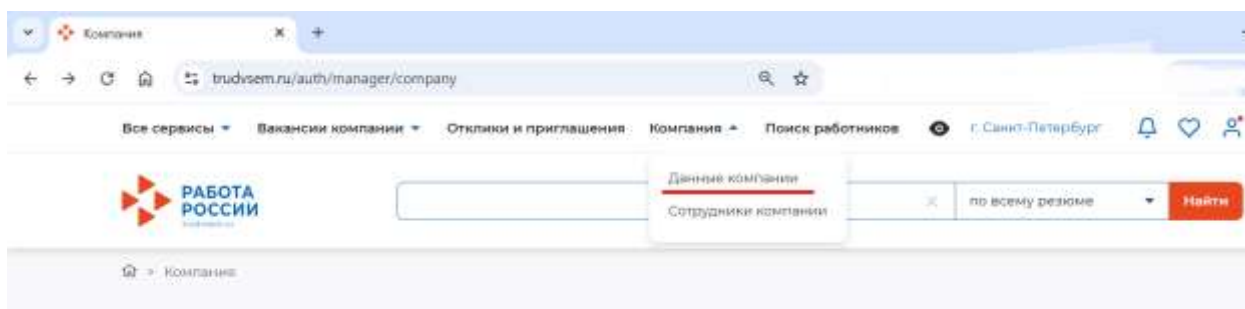 Компания
trudvsem.ru/auth/manager/company
Все сервисы Вакансии компании Отклики и приглашения Компания Поиск работников г. Санкт-Петербург
Данные компании
Сотрудники компании
РАБОТА
РОССИИ
по всему резюме Найти
Компания